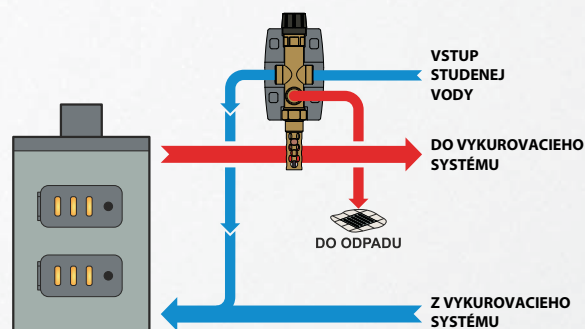 VSTUP
STUDENEJ
VODY
DO VYKUROVACIEHO
SYSTÉMU
DO ODPADU
Z VYKUROVACIEHO
SYSTÉMU